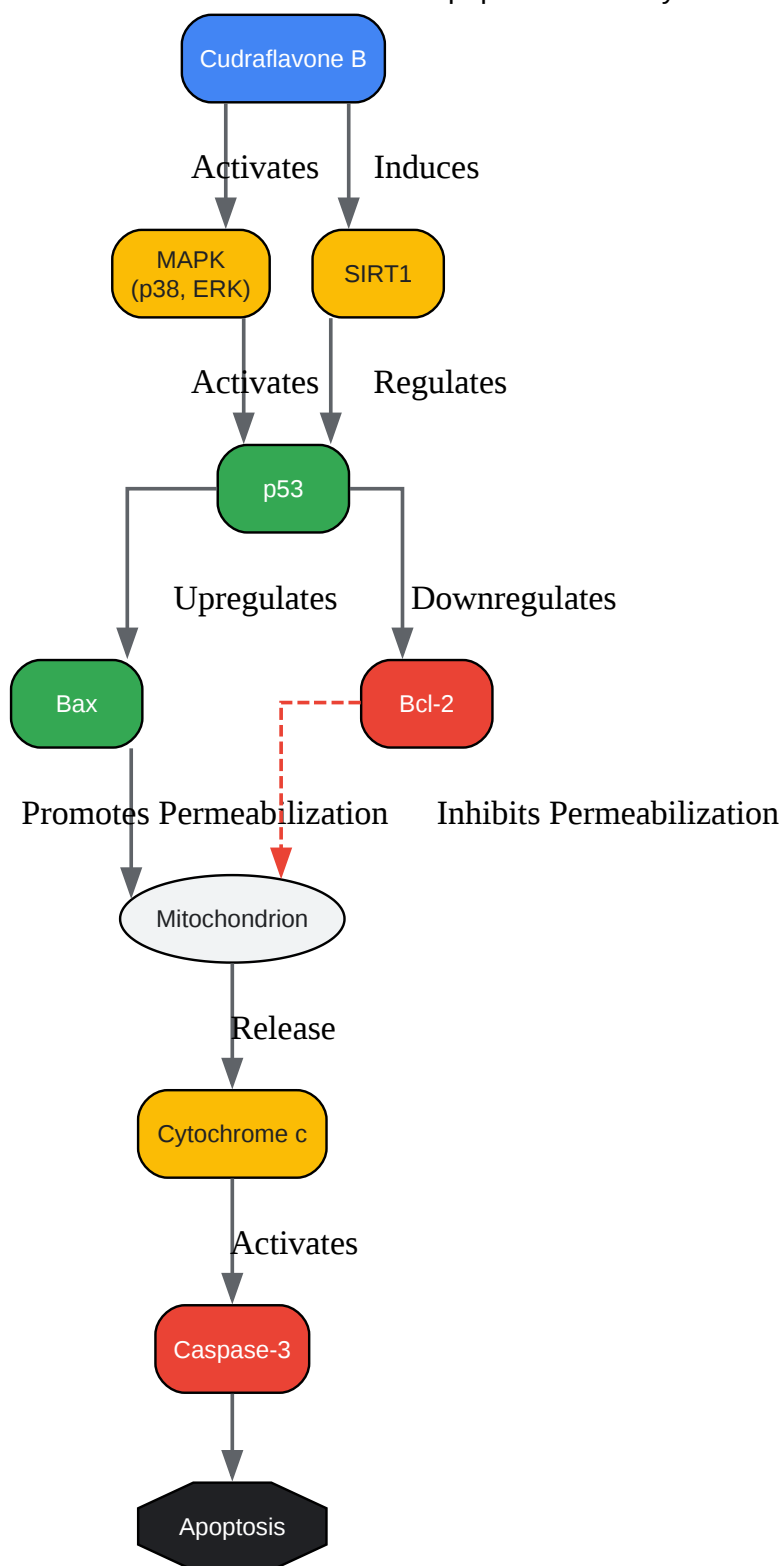 Cudraflavone B
Activates
Induces
MAPK
(p38, ERK)
SIRT1
Activates
Regulates
p53
Upregulates
Downregulates
Bax
Bcl-2
Promotes Permeabilization
Inhibits Permeabilization
Mitochondrion
Release
Cytochrome c
Activates
Caspase-3
Apoptosis